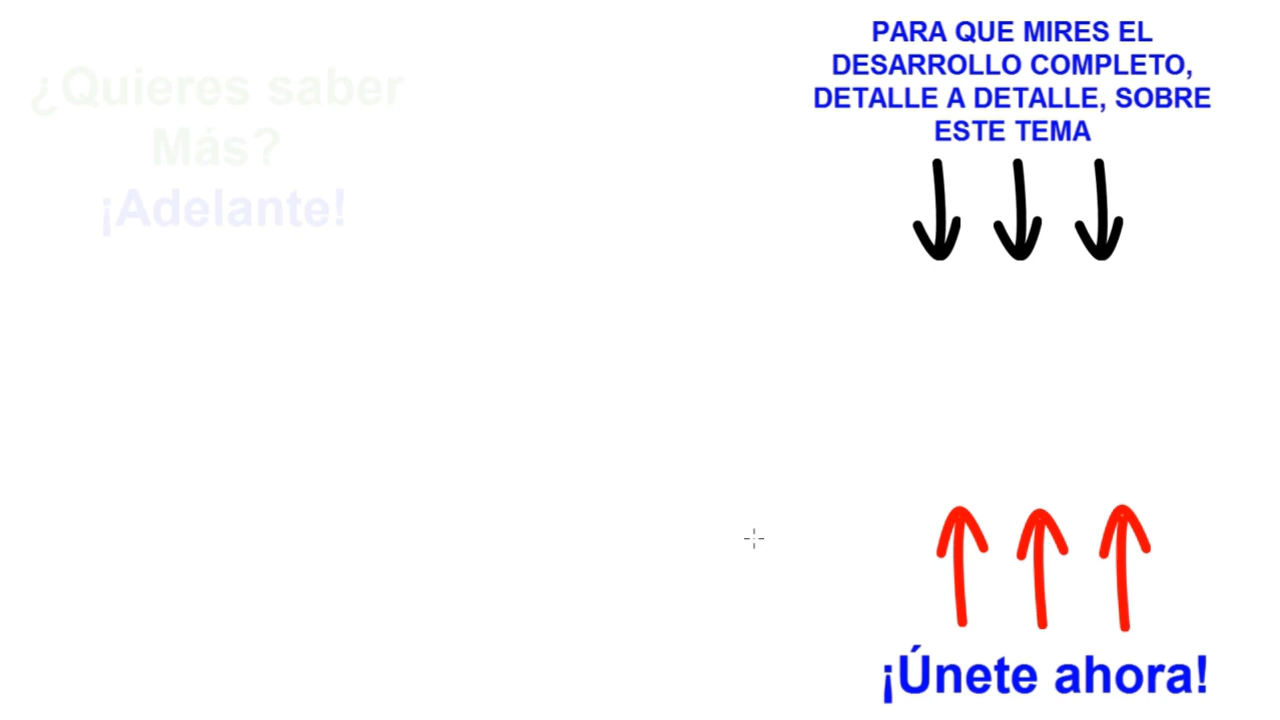 ¿Quieres saber
Más?
¡Adelante!
PARA QUE MIRES EL
DESARROLLO COMPLETO,
DETALLE A DETALLE, SOBRE
ESTE TEMA
¡Únete ahora!